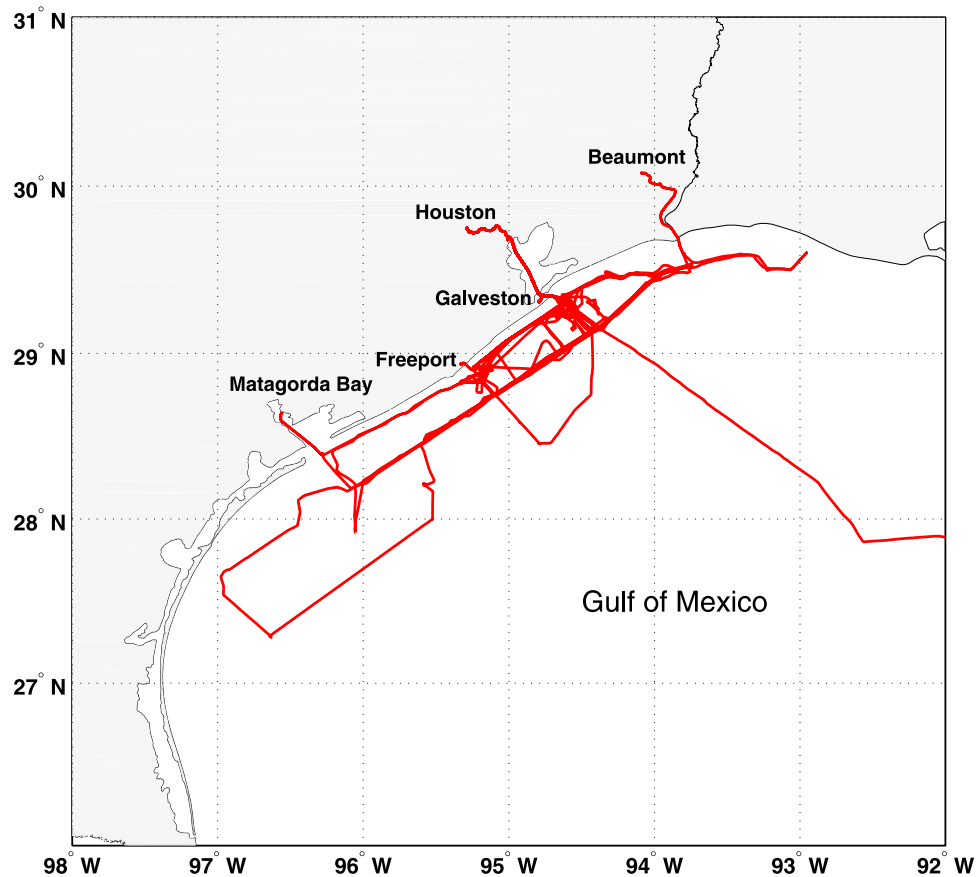 31° N
30° N
29° N
28° N
27° N
Beaumont
Houston
Galveston
Freeport
Matagorda Bay
Gulf of Mexico
98° W
97° W
96° W
95° W
94° W
93° W
92° W